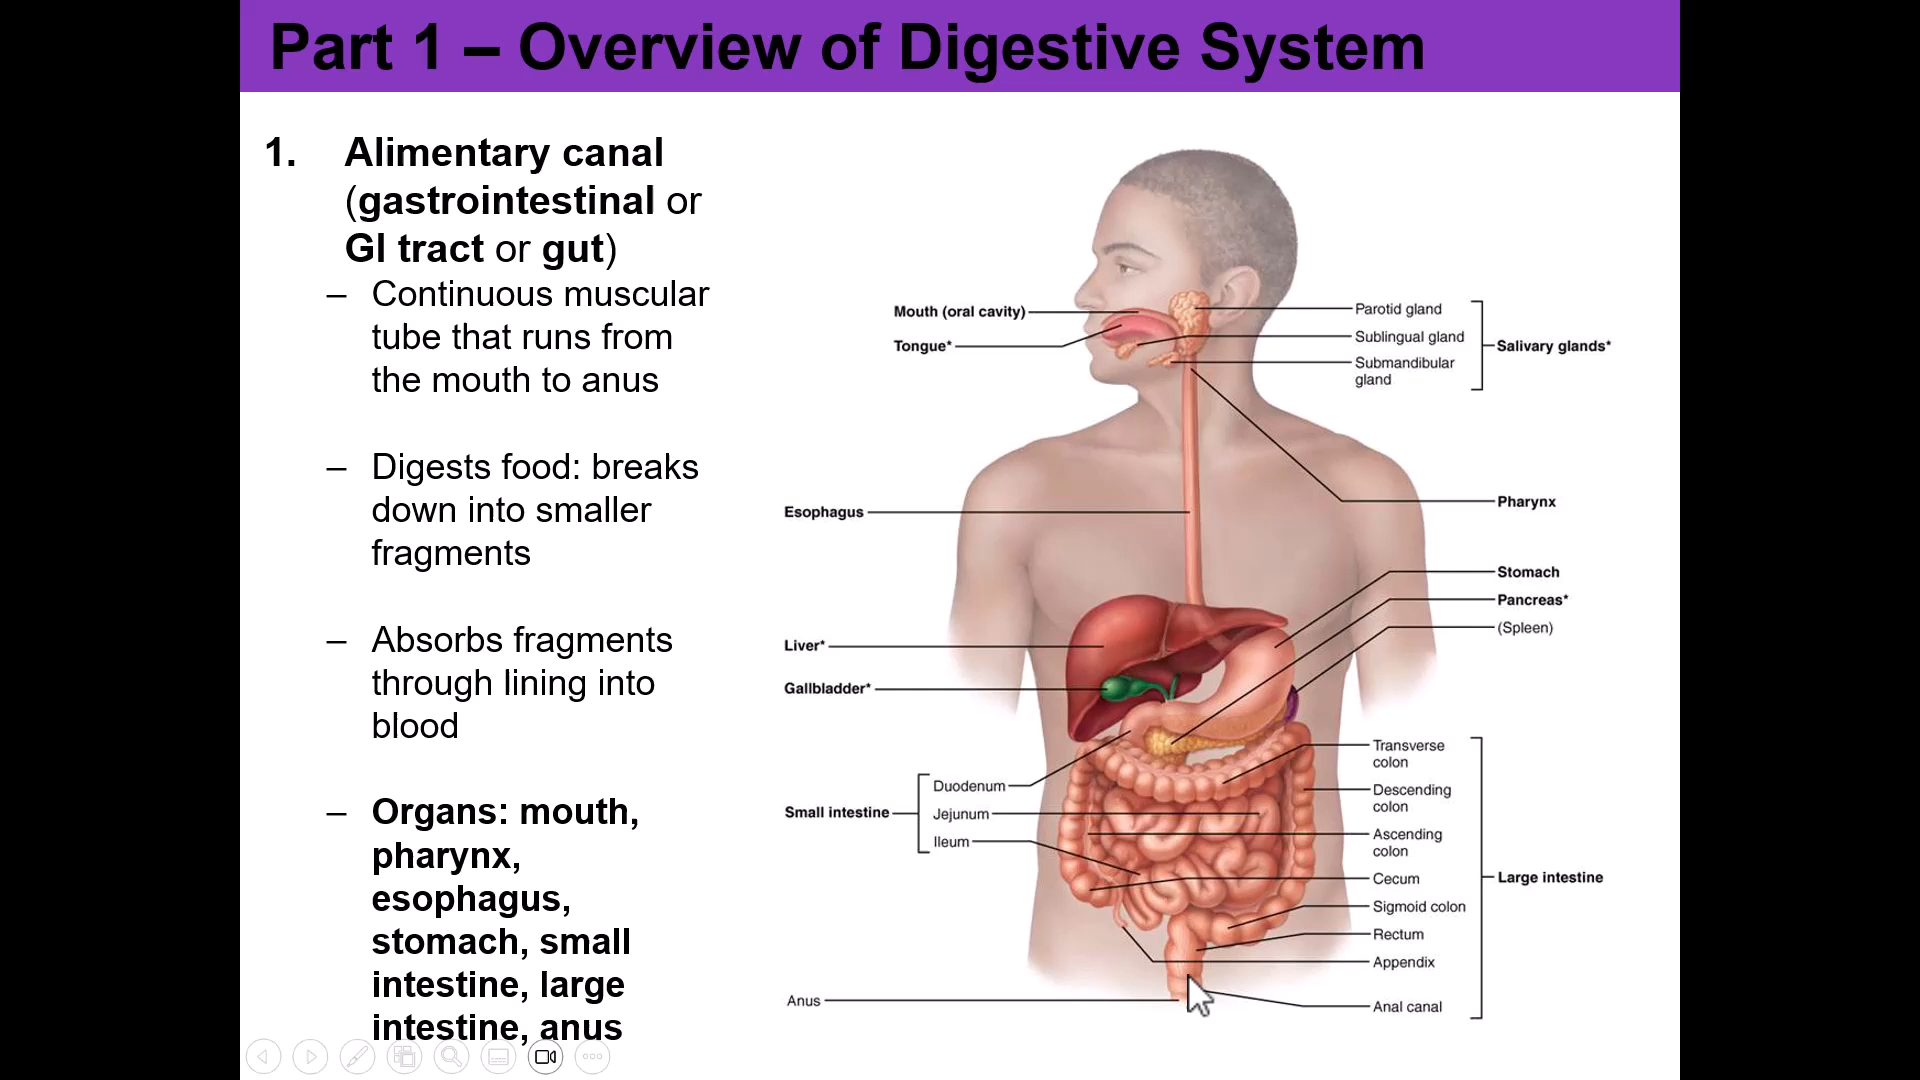 Part 1 – Overview of Digestive System
1. Alimentary canal
(gastrointestinal or
GI tract or gut)
– Continuous muscular
tube that runs from
the mouth to anus
– Digests food: breaks
down into smaller
fragments
– Absorbs fragments
through lining into
blood
– Organs: mouth,
pharynx,
esophagus,
stomach, small
intestine, large
intestine, anus
Mouth (oral cavity)
Tongue*
Esophagus
Liver*
Gallbladder*
Small intestine
Duodenum
Jejunum
Ileum
Anus
Parotid gland
Sublingual gland
Submandibular
gland
Salivary glands*
Pharynx
Stomach
Pancreas*
(Spleen)
Transverse
colon
Descending
colon
Ascending
colon
Cecum
Sigmoid colon
Rectum
Appendix
Anal canal
Large intestine